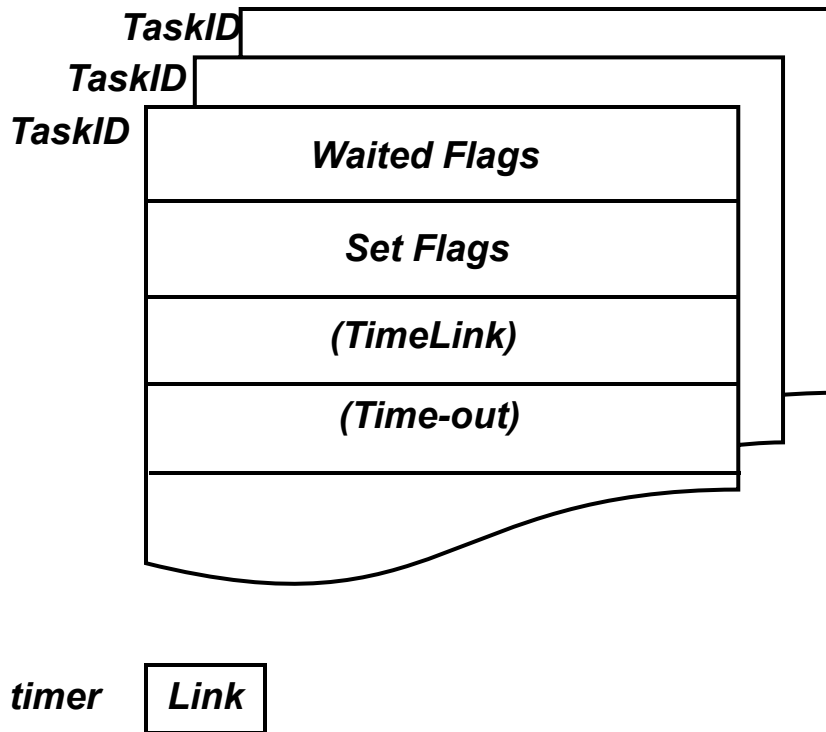 TaskID
TaskID
TaskID
Waited Flags
Set Flags
(TimeLink)
(Time-out)
timer Link